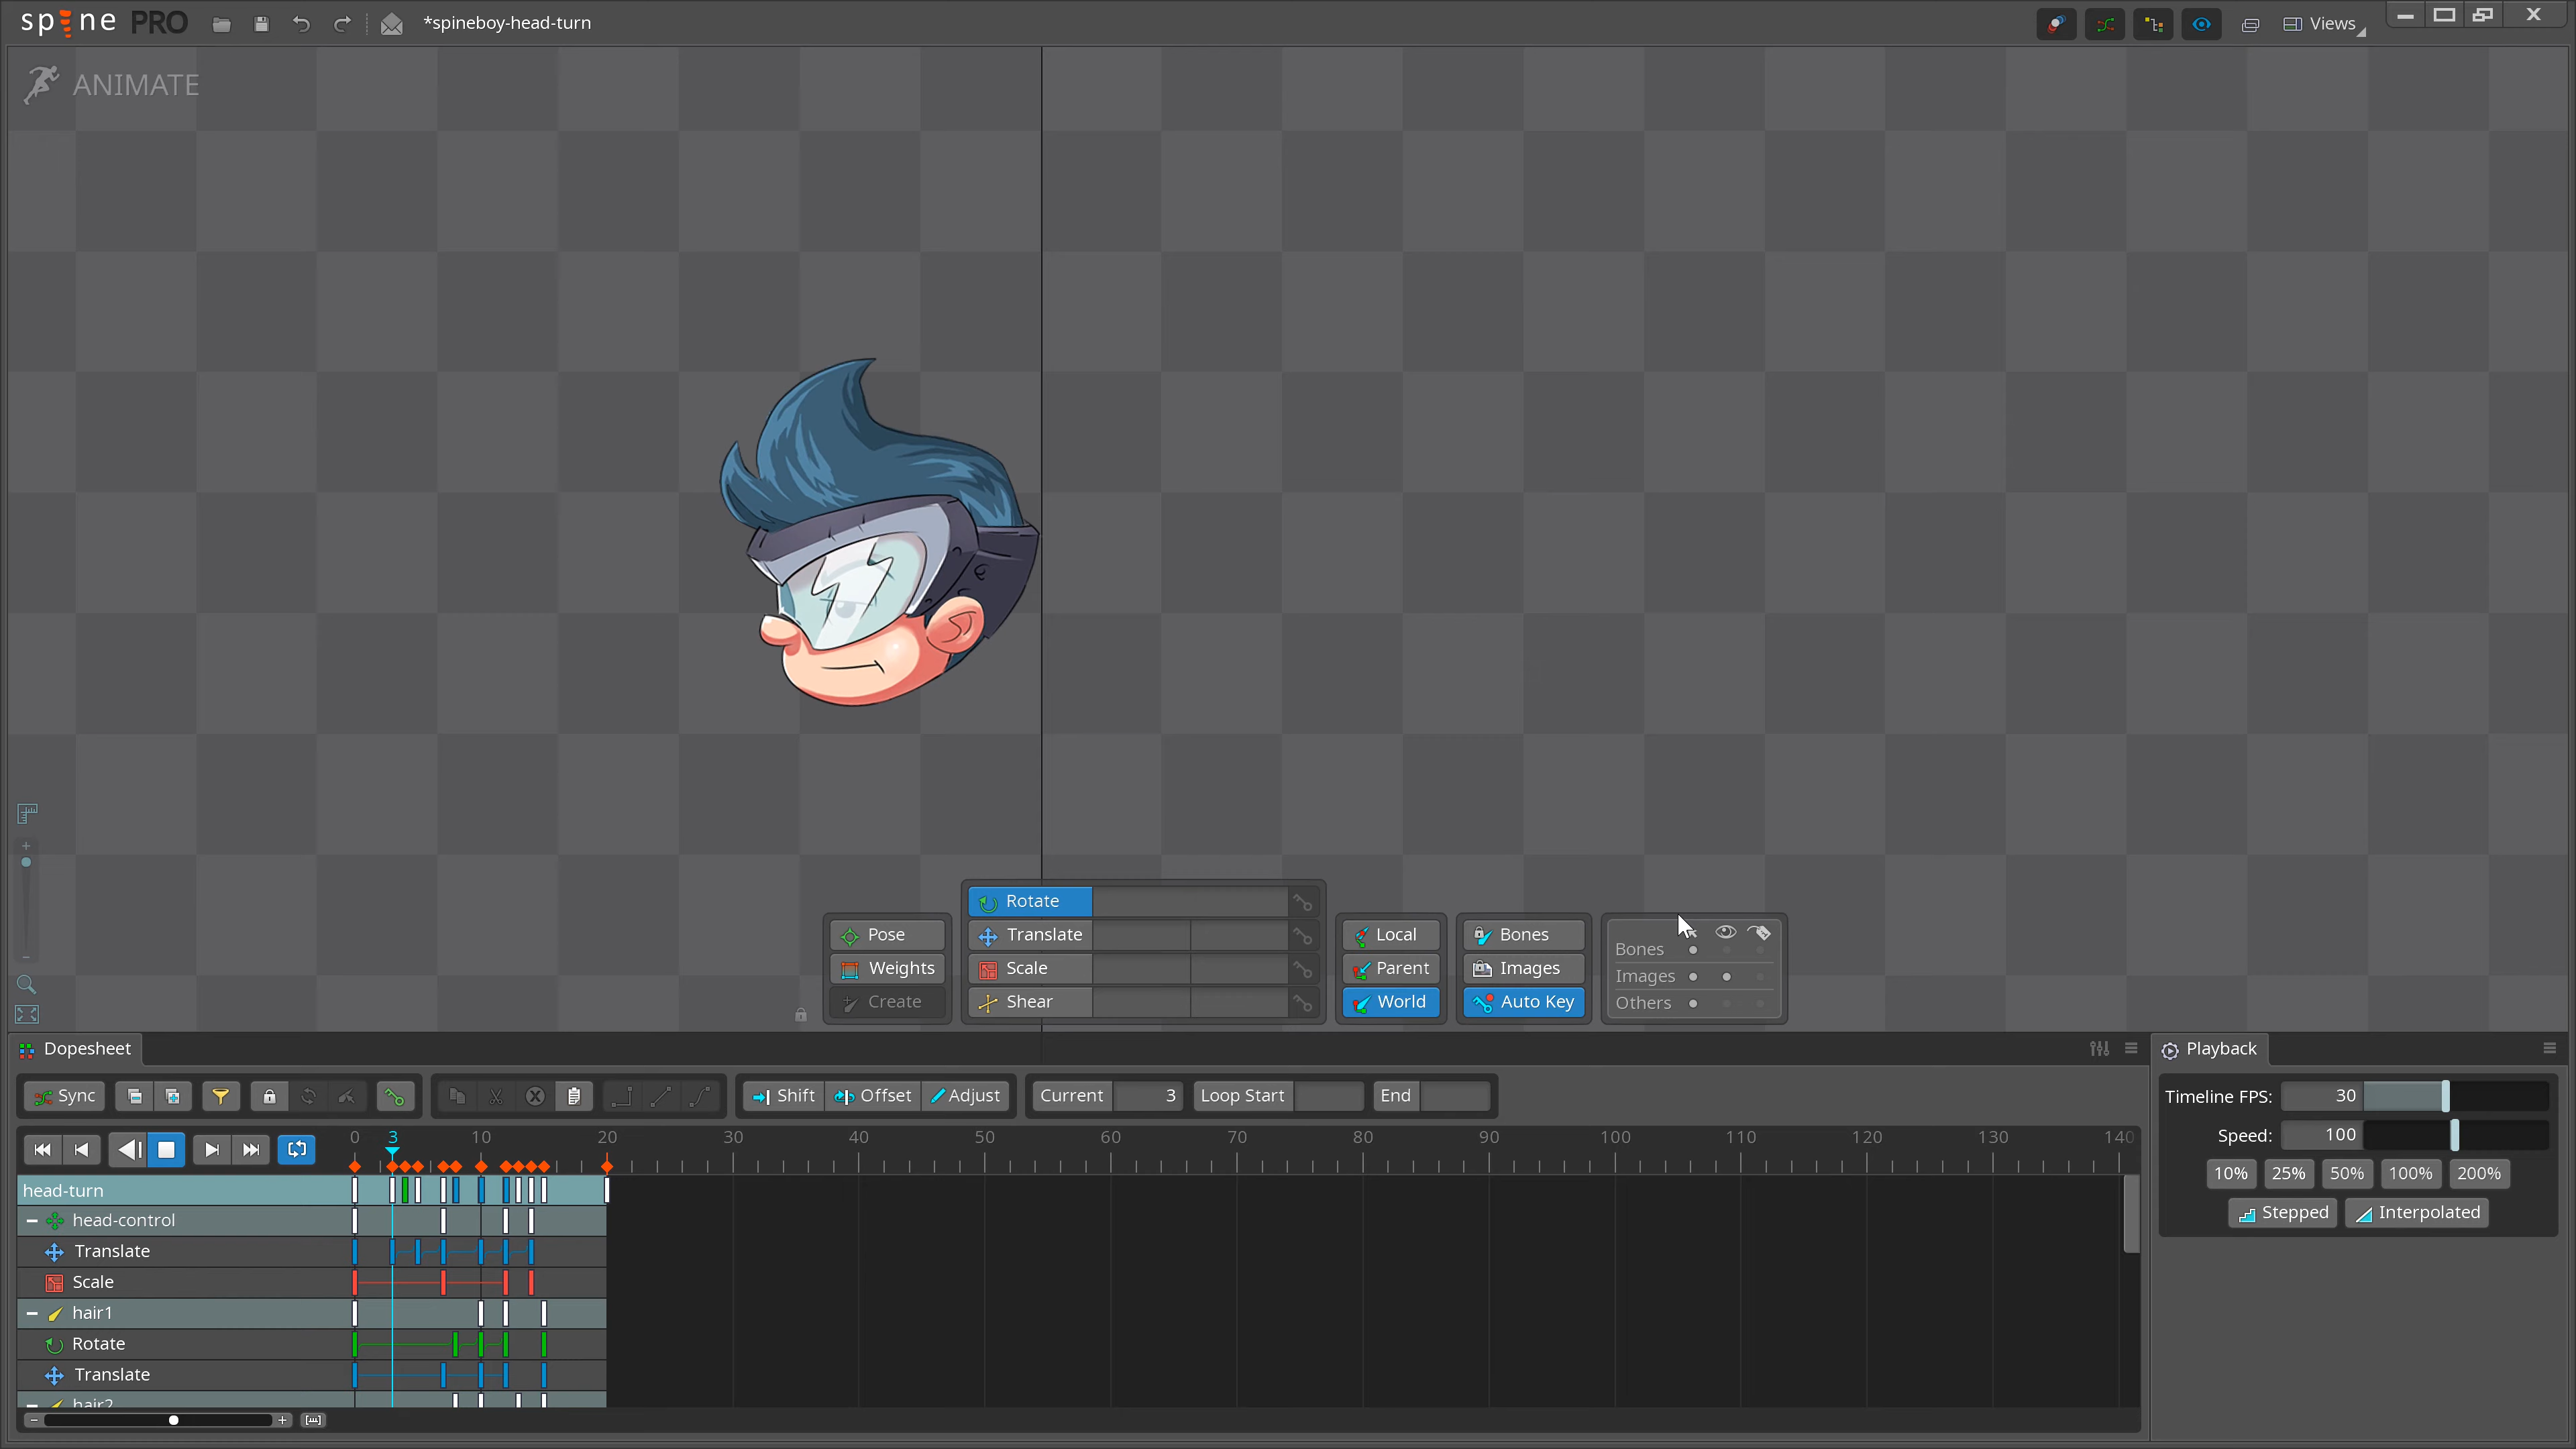 spine PRO *spineboy-head-turn Views
ANIMATE
Rotate
Pose Translate Local Bones
Bones
Weights Scale Parent Images
Images
Create Shear World Auto Key Others
Dopesheet Playback
Sync Shift Offset Adjust Current 3 Loop Start End Timeline FPS: 30
0 3 10 20 30 40 50 60 70 80 90 100 110 120 130 140
Speed: 100
10% 25% 50% 100% 200%
head-turn
Stepped Interpolated
head-control
Translate
Scale
hair1
Rotate
Translate
hair2